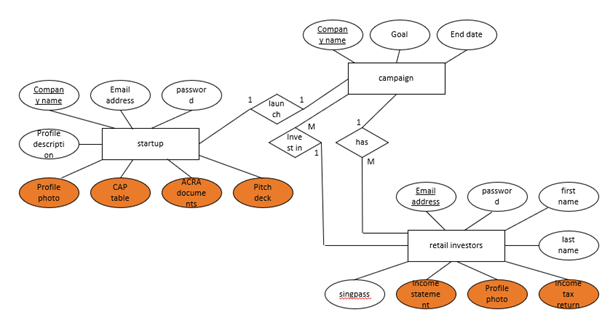 Compan
y name
Goal
End date
campaign
Compan
y name
Email
address
passwor
d
1
laun
ch
1
M
Inve
st in
1
1
has
M
Profile
descripti
on
startup
Profile
photo
CAP
table
ACRA
docume
nts
Pitch
deck
Email
address
passwor
d
first
name
retail investors
last
name
singpass
Income
stateme
nt
Profile
photo
Income
tax
return